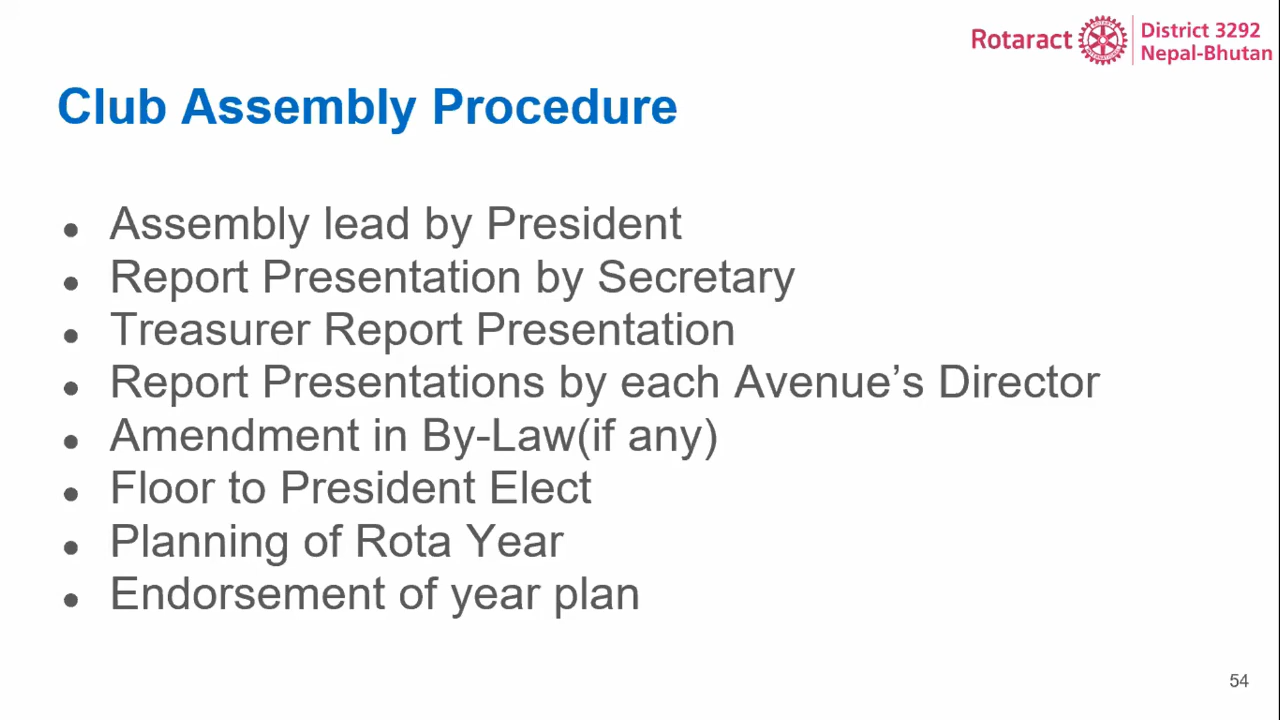 Rotaract
District 3292
Nepal-Bhutan
Club Assembly Procedure
● Assembly lead by President
● Report Presentation by Secretary
● Treasurer Report Presentation
● Report Presentations by each Avenue’s Director
● Amendment in By-Law(if any)
● Floor to President Elect
● Planning of Rota Year
● Endorsement of year plan
54